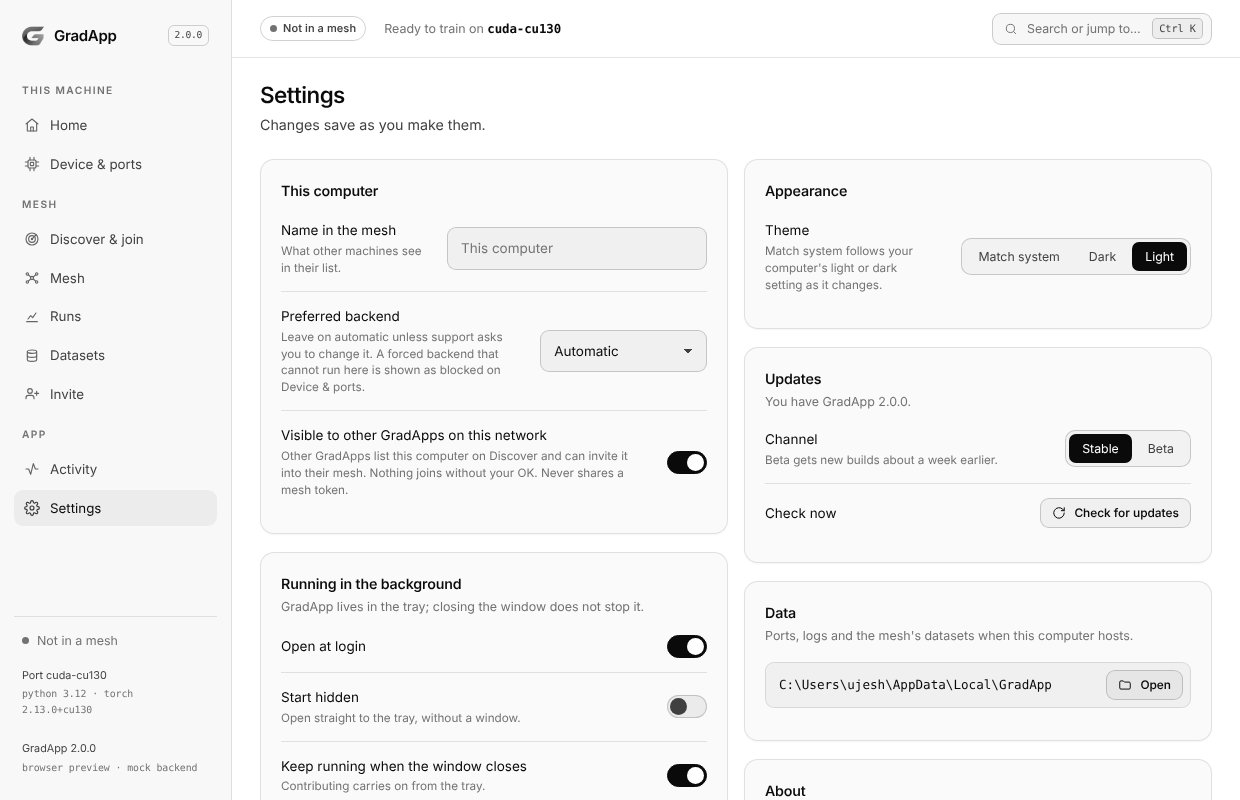 GradApp
2.0.0
THIS MACHINE
Home
Device & ports
MESH
Discover & join
Mesh
Runs
Datasets
Invite
APP
Activity
Settings
Not in a mesh
Port cuda-cu130
python 3.12 · torch
2.13.0+cu130
GradApp 2.0.0
browser preview · mock backend
Not in a mesh
Ready to train on cuda-cu130
Search or jump to...
Ctrl K
Settings
Changes save as you make them.
This computer
Name in the mesh
What other machines see
in their list.
This computer
Preferred backend
Leave on automatic unless support asks
you to change it. A forced backend that
cannot run here is shown as blocked on
Device & ports.
Automatic
Visible to other GradApps on this network
Other GradApps list this computer on Discover and can invite it
into their mesh. Nothing joins without your OK. Never shares a
mesh token.
Running in the background
GradApp lives in the tray; closing the window does not stop it.
Open at login
Start hidden
Open straight to the tray, without a window.
Keep running when the window closes
Contributing carries on from the tray.
Appearance
Theme
Match system follows your
computer's light or dark
setting as it changes.
Match system
Dark
Light
Updates
You have GradApp 2.0.0.
Channel
Beta gets new builds about a week earlier.
Stable
Beta
Check now
Check for updates
Data
Ports, logs and the mesh's datasets when this computer hosts.
C:\Users\ujesh\AppData\Local\GradApp
Open
About